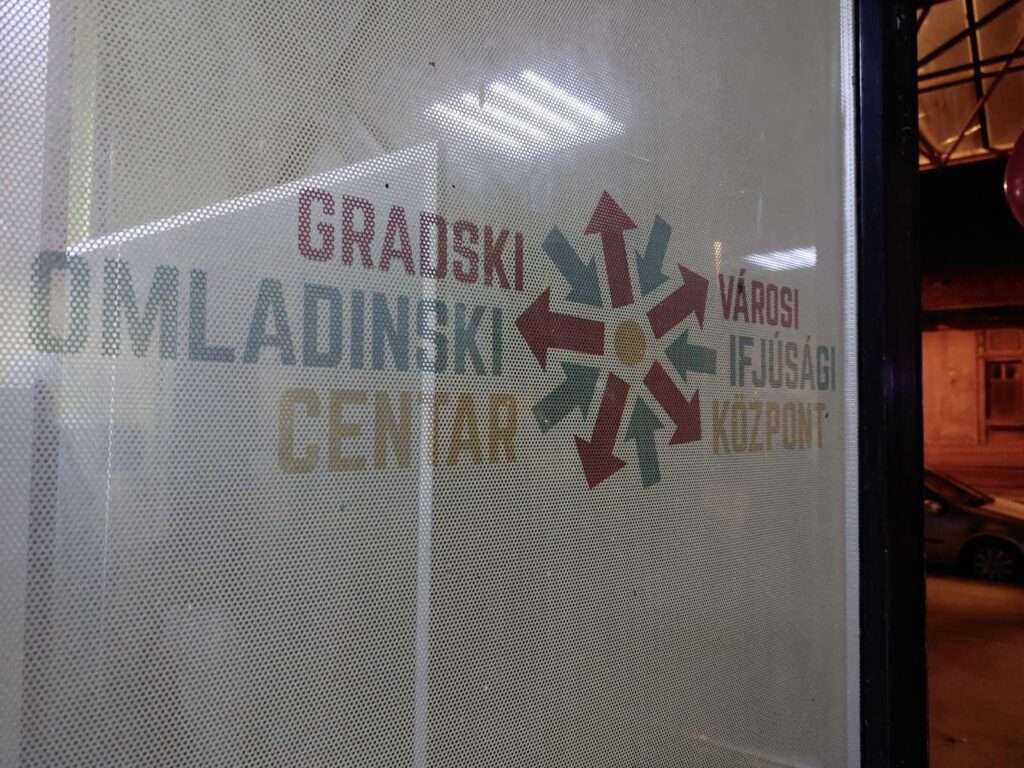 GRADSKI
OMLADINSKI
CENTAR
VÁROSI
IFJÚSÁGI
KÖZPONT